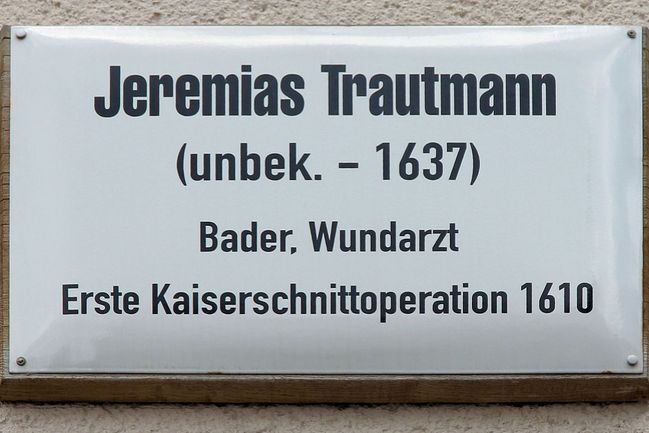 Jeremias Trautmann
(unbek. – 1637)
Bader, Wundarzt
Erste Kaiserschnittoperation 1610